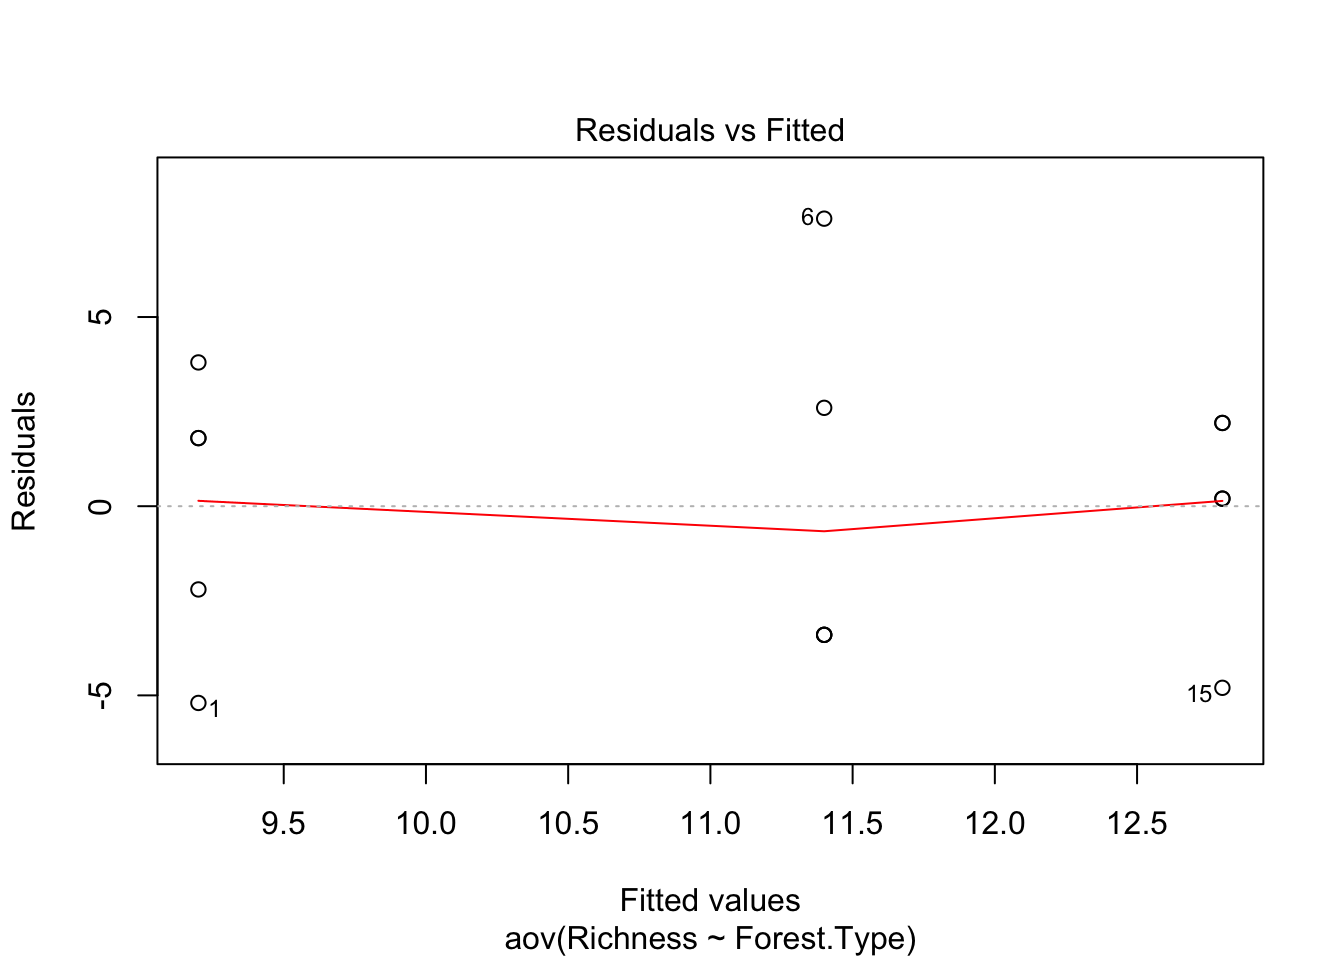 Residuals vs Fitted
Residuals
5
0
-5
6
1
15
9.5 10.0 10.5 11.0 11.5 12.0 12.5
Fitted values
aov(Richness ~ Forest.Type)